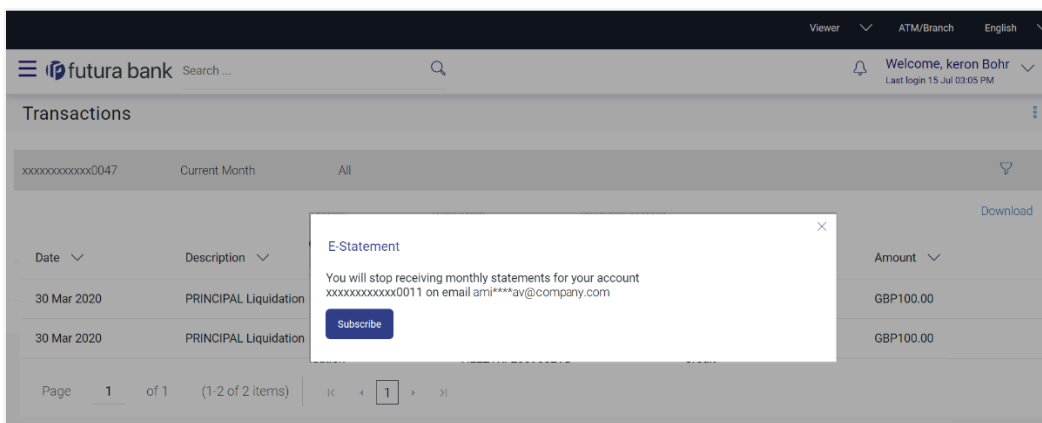 Viewer ATM/Branch English
futura bank Search ... Welcome, keron Bohr
Last login 15 Jul 03:05 PM
Transactions
xxxxxxxxxxxx0047 Current Month All
Download
E-Statement
You will stop receiving monthly statements for your account
xxxxxxxxxxxx0011 on email ami****av@company.com
Subscribe
Date Description Amount
30 Mar 2020 PRINCIPAL Liquidation GBP100.00
30 Mar 2020 PRINCIPAL Liquidation GBP100.00
Page 1 of 1 (1-2 of 2 items) 1